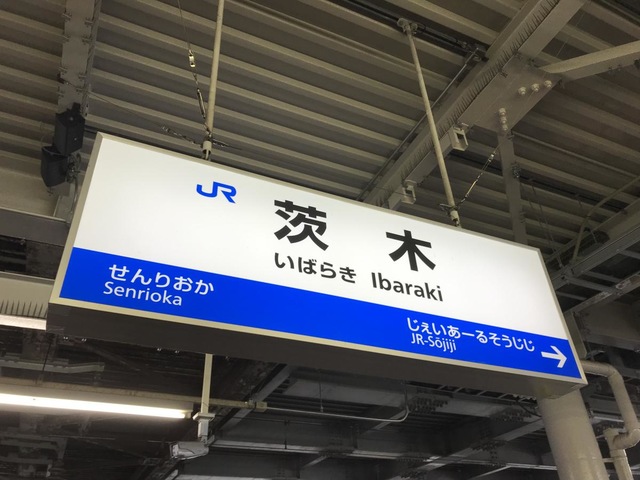 JR
茨木
いばらき Ibaraki
せんりおか
Senrioka
じぇいあーるそうじじ
JR-Sōjiji
→